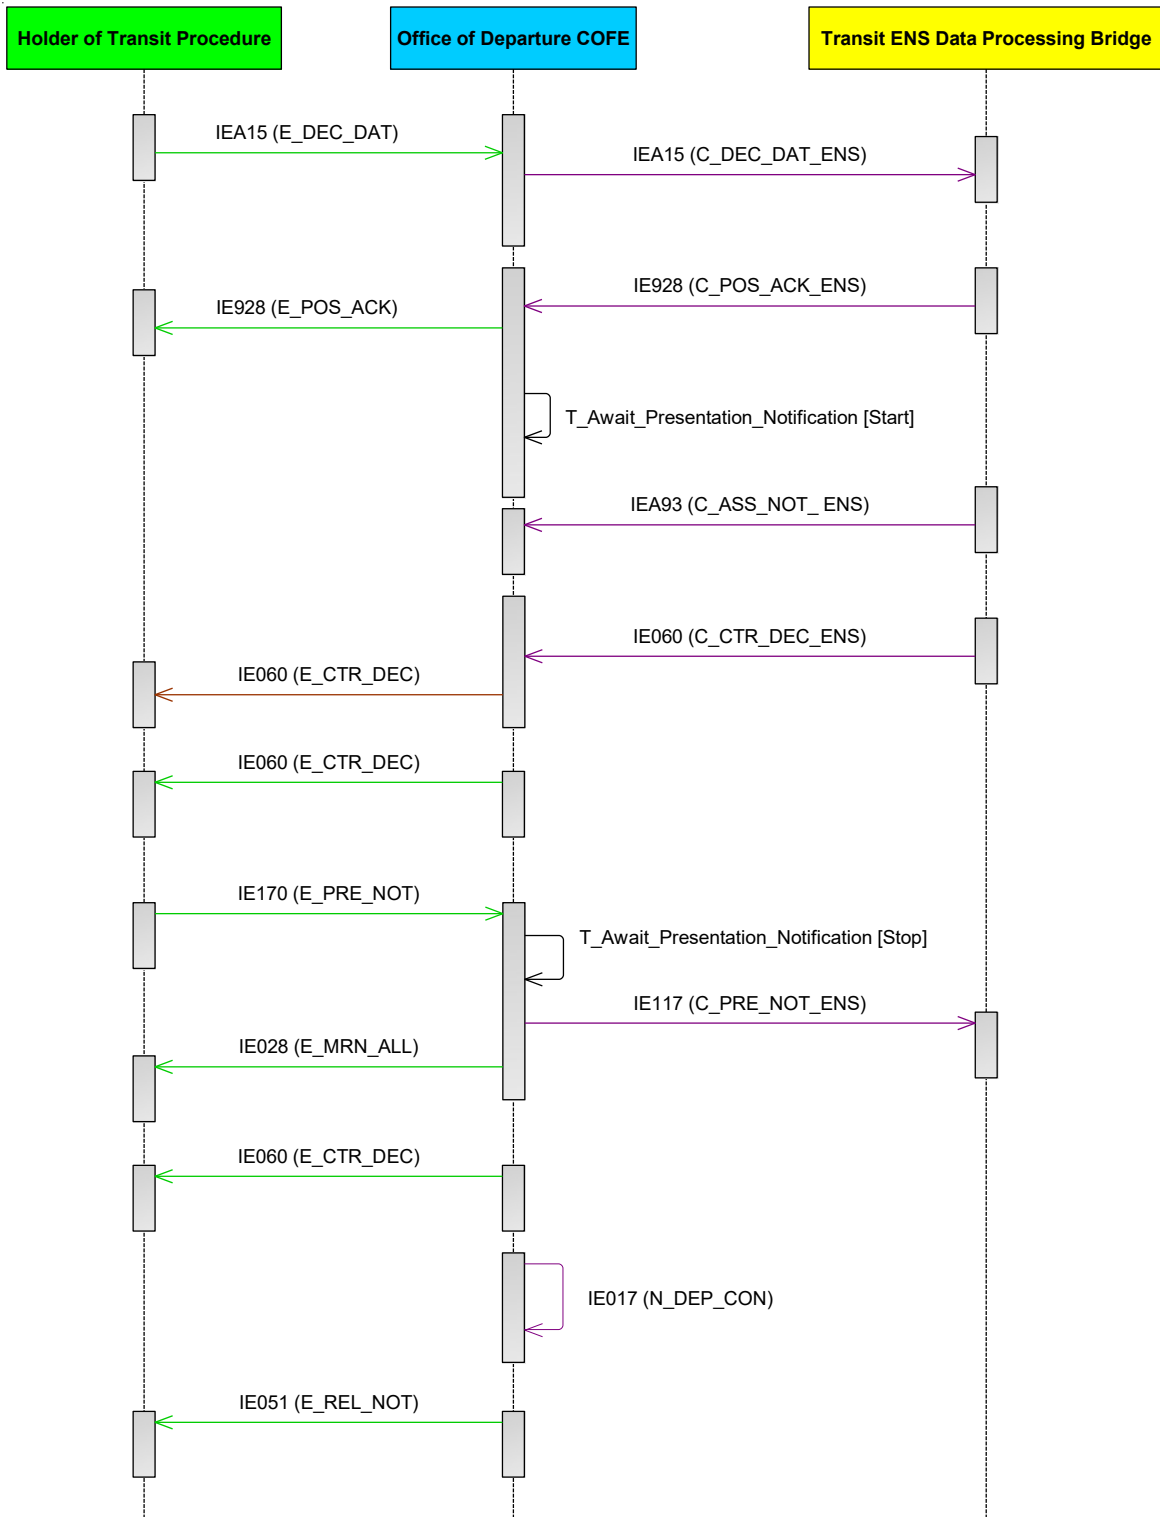 Holder of Transit Procedure
Office of Departure COFE
Transit ENS Data Processing Bridge
IEA15 (E_DEC_DAT)
IEA15 (C_DEC_DAT_ENS)
IE928 (C_POS_ACK_ENS)
IE928 (E_POS_ACK)
T_Await_Presentation_Notification [Start]
IEA93 (C_ASS_NOT_ ENS)
IE060 (C_CTR_DEC_ENS)
IE060 (E_CTR_DEC)
IE060 (E_CTR_DEC)
IE170 (E_PRE_NOT)
T_Await_Presentation_Notification [Stop]
IE117 (C_PRE_NOT_ENS)
IE028 (E_MRN_ALL)
IE060 (E_CTR_DEC)
IE017 (N_DEP_CON)
IE051 (E_REL_NOT)